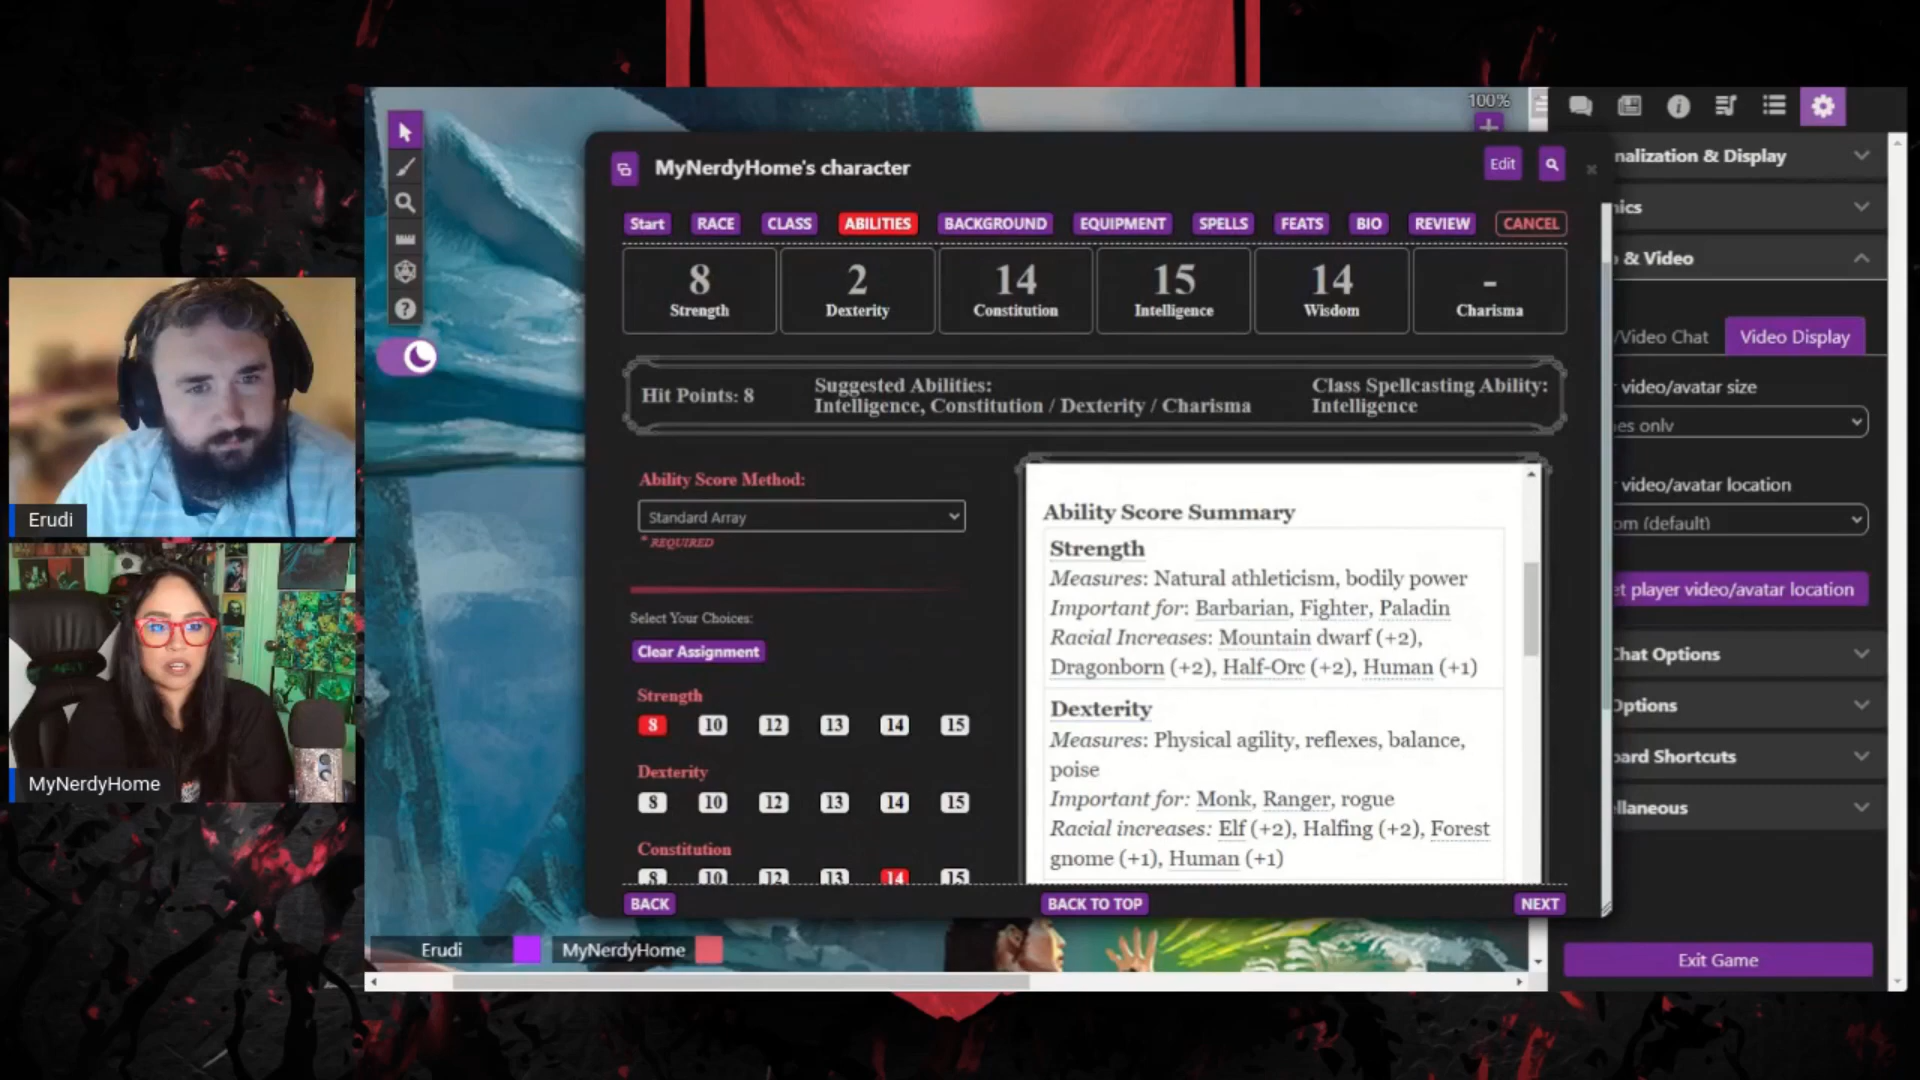 100%
MyNerdyHome's character
Edit
Start RACE CLASS ABILITIES BACKGROUND EQUIPMENT SPELLS FEATS BIO REVIEW CANCEL
8 2 14 15 14 -
Strength Dexterity Constitution Intelligence Wisdom Charisma
Hit Points: 8
Suggested Abilities:
Intelligence, Constitution / Dexterity / Charisma
Class Spellcasting Ability:
Intelligence
Ability Score Method:
Standard Array
* REQUIRED
Select Your Choices:
Clear Assignment
Strength
8 10 12 13 14 15
Dexterity
8 10 12 13 14 15
Constitution
8 10 12 13 14 15
Ability Score Summary
Strength
Measures: Natural athleticism, bodily power
Important for: Barbarian, Fighter, Paladin
Racial Increases: Mountain dwarf (+2),
Dragonborn (+2), Half-Orc (+2), Human (+1)
Dexterity
Measures: Physical agility, reflexes, balance,
poise
Important for: Monk, Ranger, rogue
Racial increases: Elf (+2), Halfing (+2), Forest
gnome (+1), Human (+1)
BACK
BACK TO TOP
NEXT
nalization & Display
ics
& Video
/Video Chat
Video Display
video/avatar size
es only
video/avatar location
om (default)
t player video/avatar location
Chat Options
Options
oard Shortcuts
llaneous
Exit Game
Erudi
MyNerdyHome
Erudi
MyNerdyHome